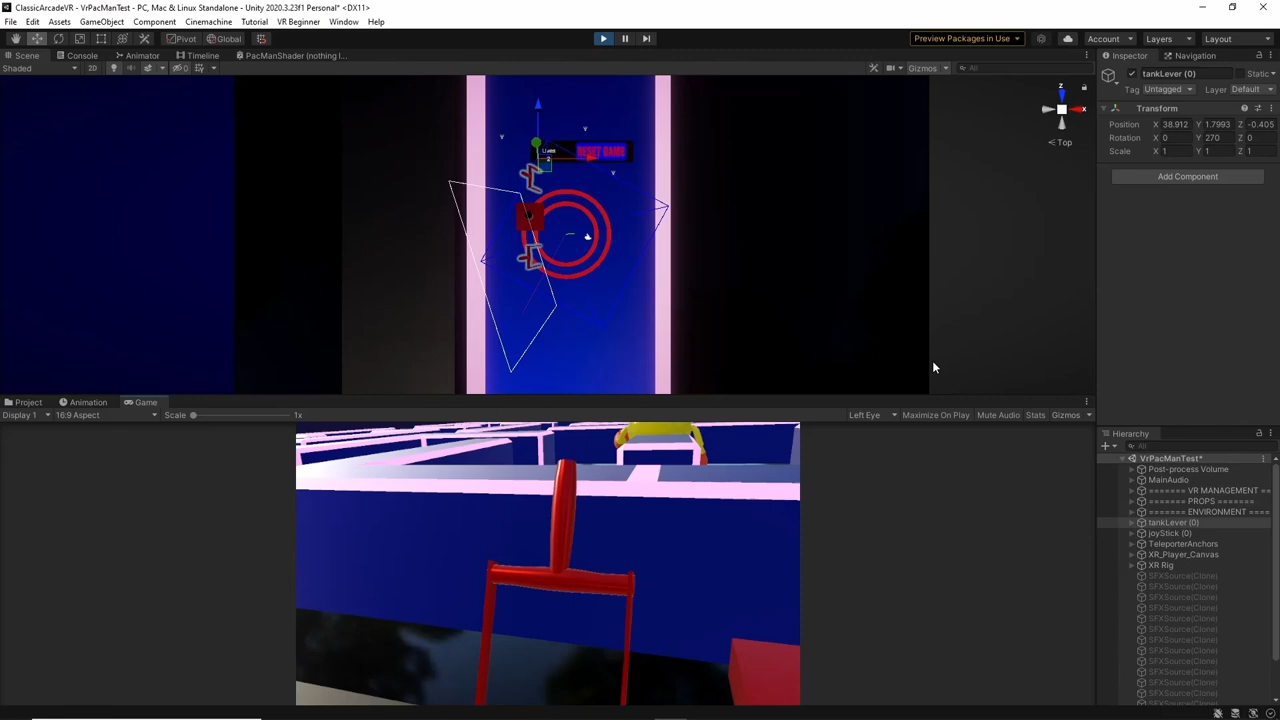 ClassicArcadeVR - VrPacManTest - PC, Mac & Linux Standalone - Unity 2020.3.23f1 Personal* <DX11>
File Edit Assets GameObject Component Cinemachine Tutorial Window VR Beginner Help
Pivot Global Preview Packages in Use Account Layers Layout
Scene Console Animator Timeline PacManShader (nothing l... Inspector Navigation
Shaded 2D 0 Gizmos All
tankLever (0) Static
Tag Untagged Layer Default
Transform
Position X 38.912 Y 1.7993 Z -0.405
Rotation X 0 Y 270 Z 0
Scale X 1 Y 1 Z 1
Add Component
z
x
Top
Lives
RESET GAME
Project Animation Game
Display 1 16:9 Aspect Scale 1x Left Eye Maximize On Play Mute Audio Stats Gizmos
Hierarchy
All
VrPacManTest*
Post-process Volume
MainAudio
======= VR MANAGEMENT ==
======= PROPS =======
======= ENVIRONMENT ====
tankLever (0)
joyStick (0)
TeleporterAnchors
XR_Player_Canvas
XR Rig
SFXSource(Clone)
SFXSource(Clone)
SFXSource(Clone)
SFXSource(Clone)
SFXSource(Clone)
SFXSource(Clone)
SFXSource(Clone)
SFXSource(Clone)
SFXSource(Clone)
SFXSource(Clone)
SFXSource(Clone)
SFXSource(Clone)